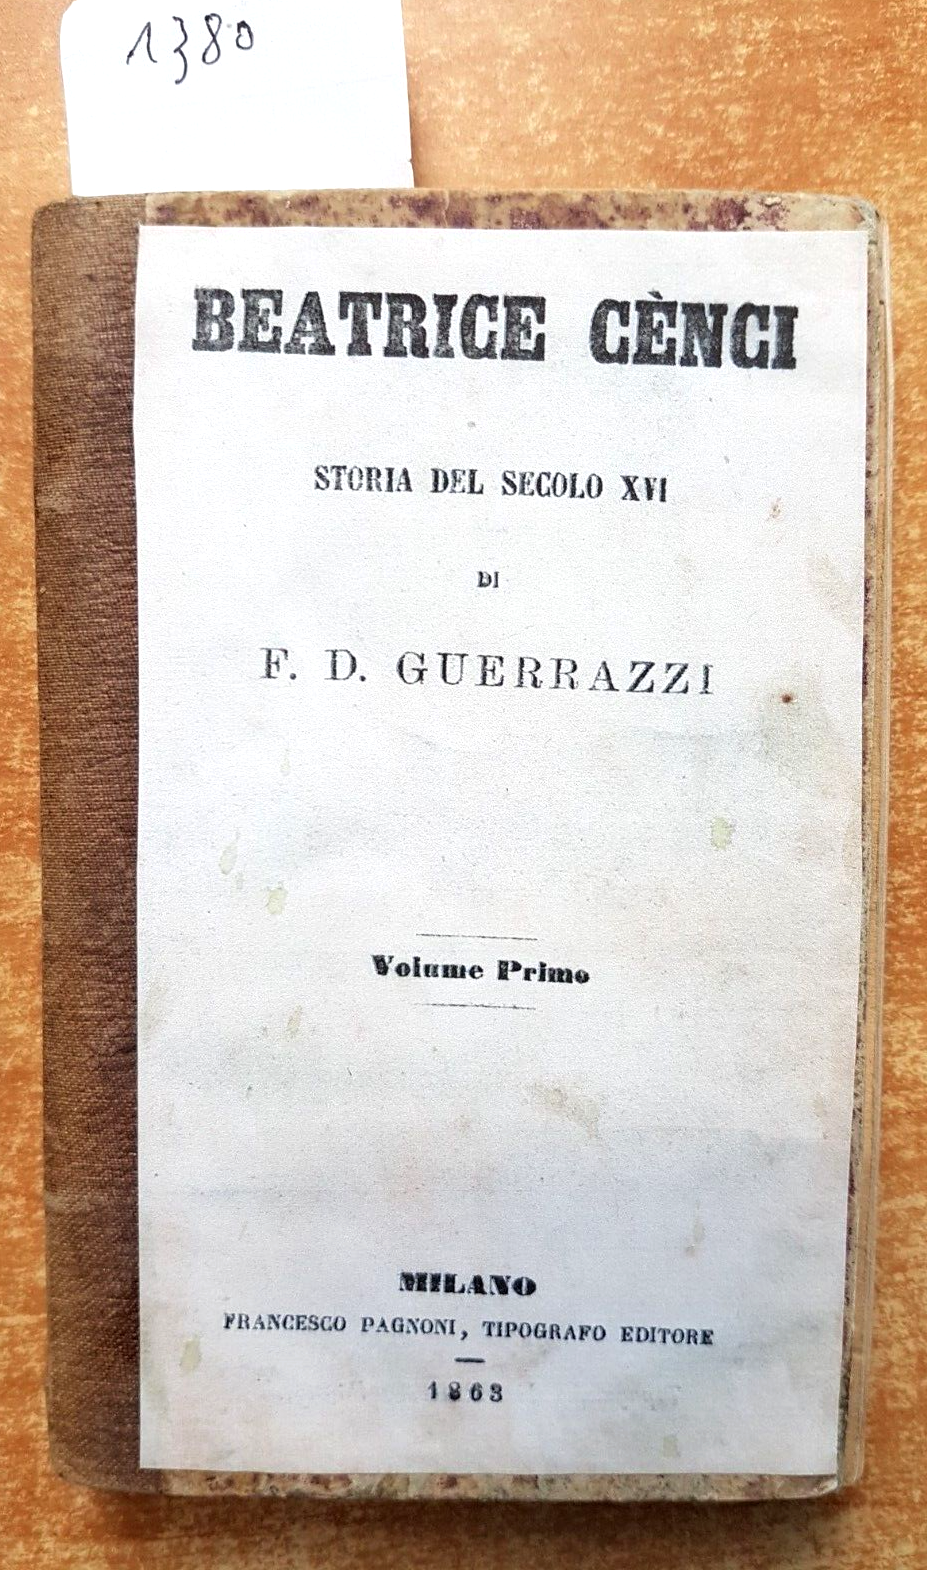 1380
BEATRICE CÈNCI
STORIA DEL SECOLO XVI
DI
F. D. GUERRAZZI
Volume Primo
MILANO
FRANCESCO PAGNONI, TIPOGRAFO EDITORE
1863